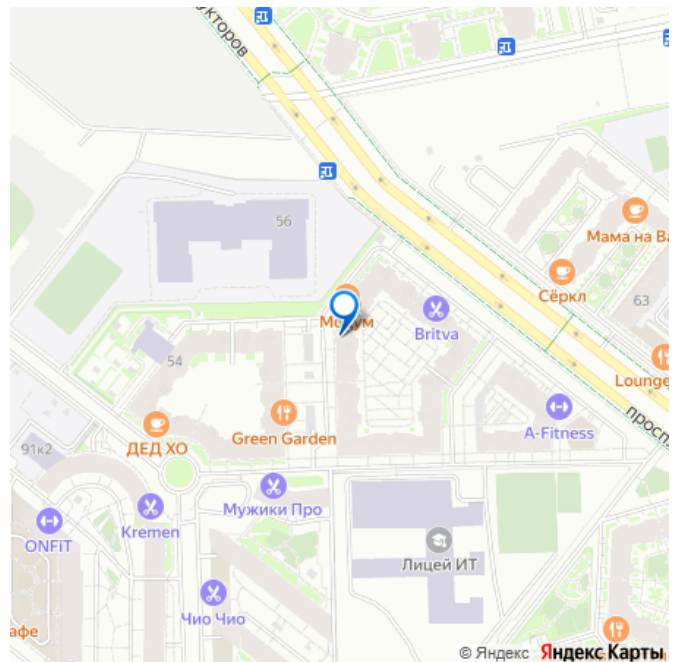 укторов
56
Мама на Ва
Сёркл
63
Britva
54
Lounge
Green Garden
A-Fitness
просп
ДЕД ХО
91к2
Мужики Про
Kremen
ONFIT
Лицей ИТ
Чио Чио
афе
© Яндекс Яндекс Карты